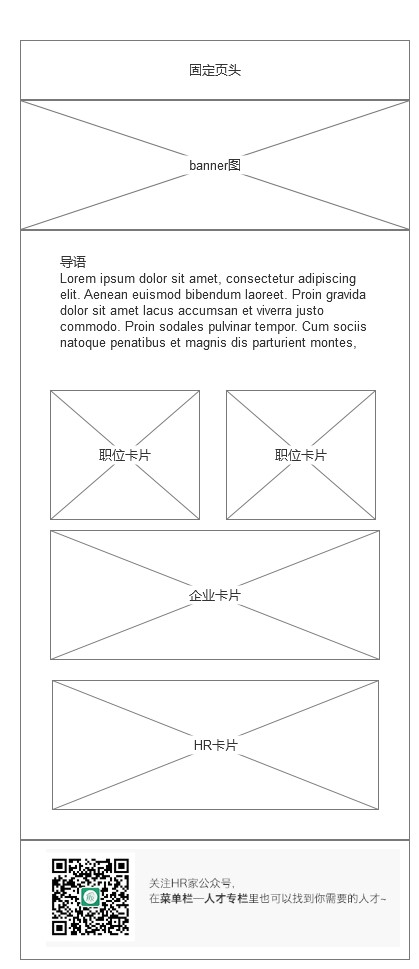 固定页头
banner图
导语
Lorem ipsum dolor sit amet, consectetur adipiscing
elit. Aenean euismod bibendum laoreet. Proin gravida
dolor sit amet lacus accumsan et viverra justo
commodo. Proin sodales pulvinar tempor. Cum sociis
natoque penatibus et magnis dis parturient montes,
职位卡片
职位卡片
企业卡片
HR卡片
关注HR家公众号,
在菜单栏—人才专栏里也可以找到你需要的人才~